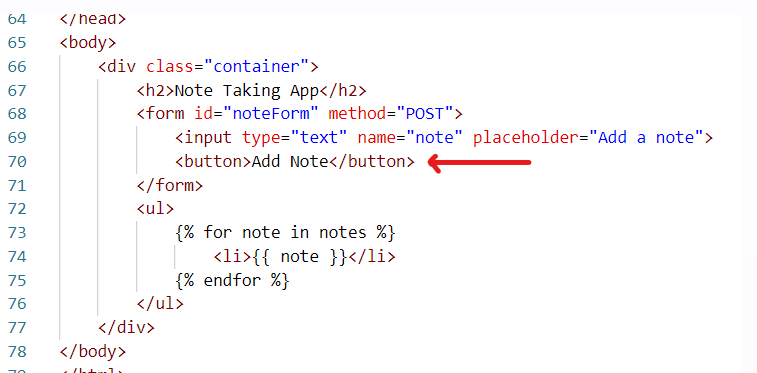 64 </head>
65 <body>
66 <div class="container">
67 <h2>Note Taking App</h2>
68 <form id="noteForm" method="POST">
69 <input type="text" name="note" placeholder="Add a note">
70 <button>Add Note</button>
71 </form>
72 <ul>
73 {% for note in notes %}
74 <li>{{ note }}</li>
75 {% endfor %}
76 </ul>
77 </div>
78 </body>
79 </html>